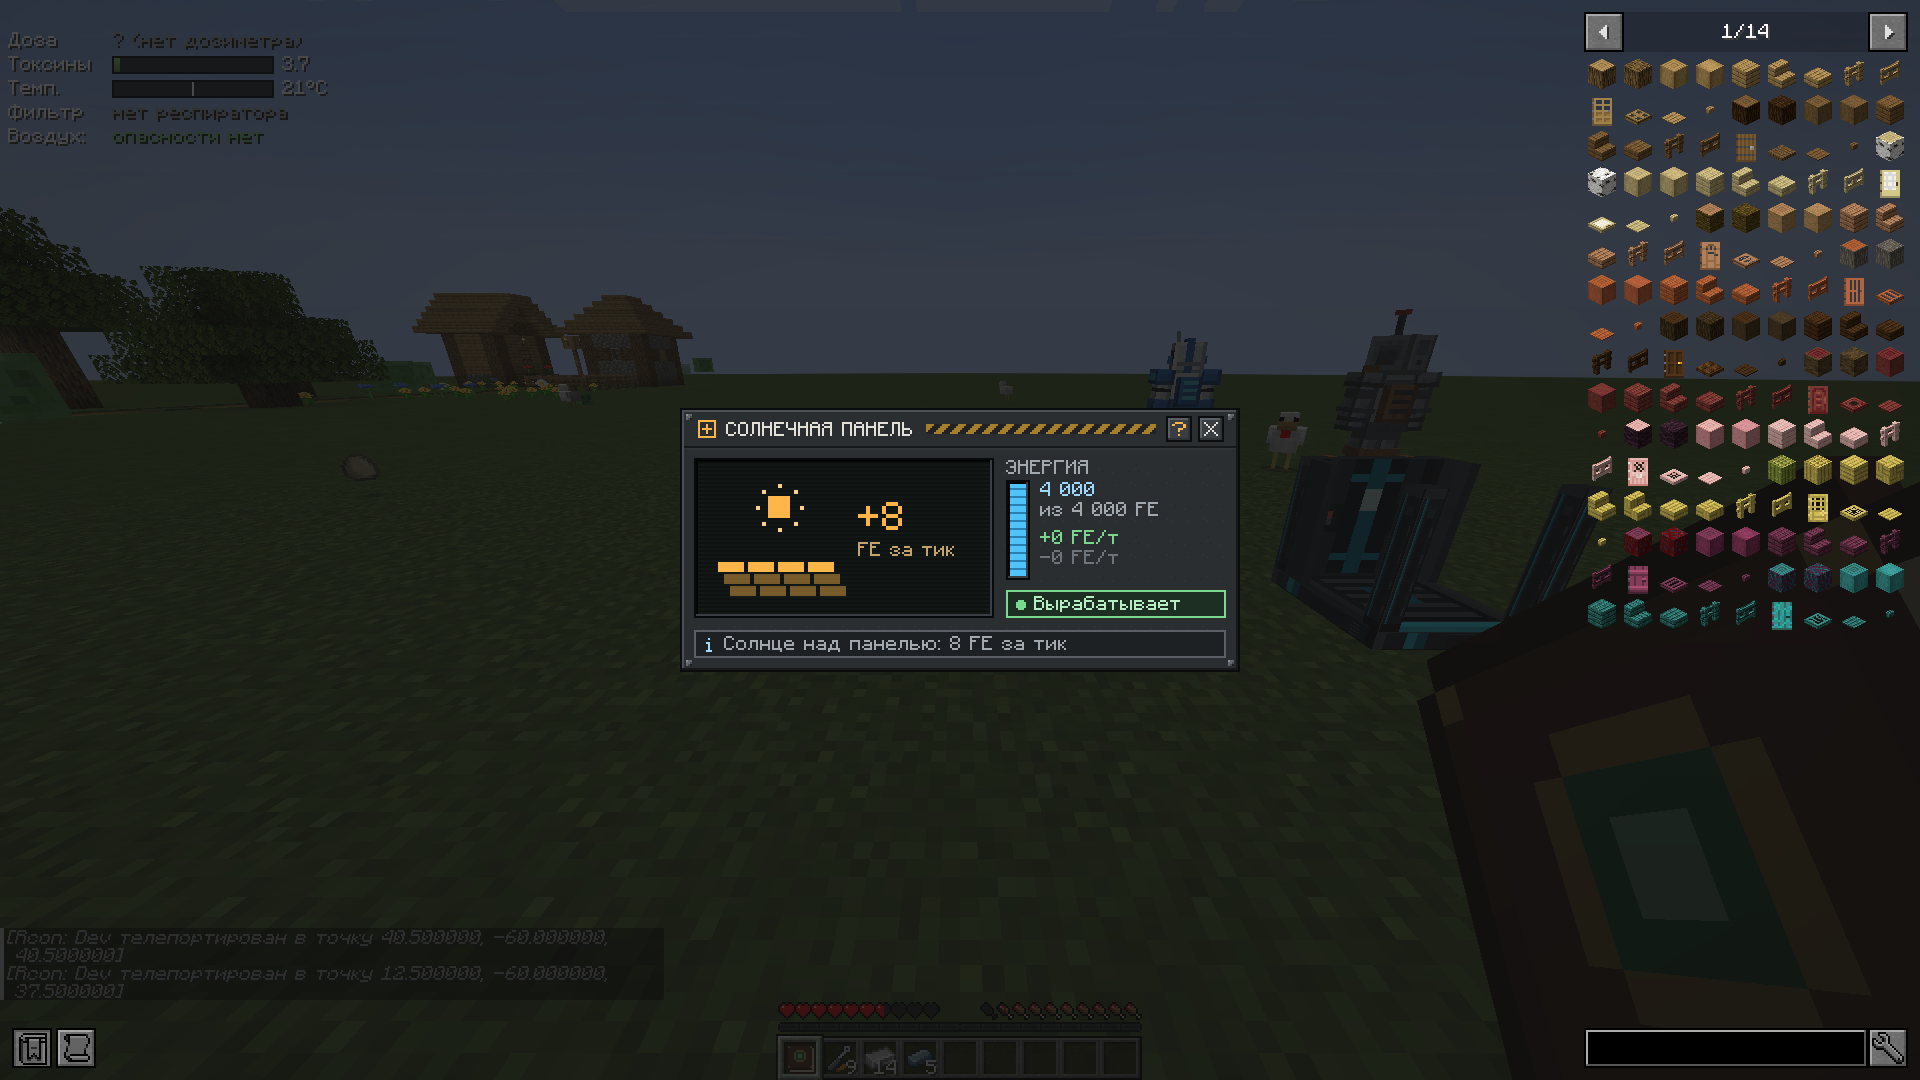 Доза ? (нет дозиметра)
Токсины 3.7
Темп. 21°C
Фильтр нет респиратора
Воздух: опасности нет
1/14
СОЛНЕЧНАЯ ПАНЕЛЬ ?
+8
FE за тик
ЭНЕРГИЯ
4 000
из 4 000 FE
+0 FE/т
-0 FE/т
Вырабатывает
i Солнце над панелью: 8 FE за тик
[Rcon: Dev телепортирован в точку 40.500000, -60.000000,
40.500000]
[Rcon: Dev телепортирован в точку 12.500000, -60.000000,
37.500000]
9 14 5